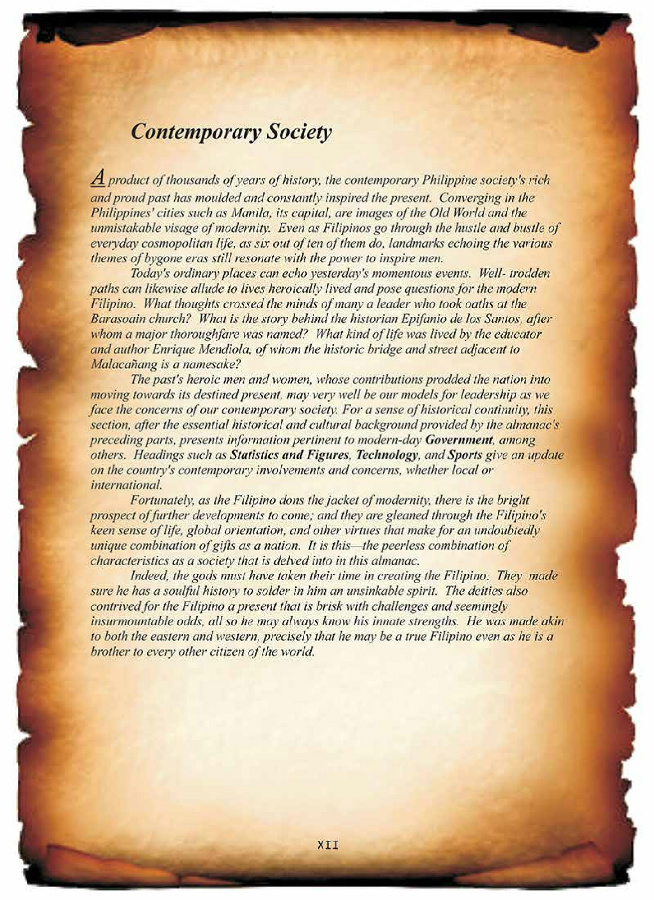 Contemporary Society
A product of thousands of years of history, the contemporary Philippine society's rich
and proud past has moulded and constantly inspired the present. Converging in the
Philippines' cities such as Manila, its capital, are images of the Old World and the
unmistakable visage of modernity. Even as Filipinos go through the hustle and bustle of
everyday cosmopolitan life, as six out of ten of them do, landmarks echoing the various
themes of bygone eras still resonate with the power to inspire men.
Today's ordinary places can echo yesterday's momentous events. Well- trodden
paths can likewise allude to lives heroically lived and pose questions for the modern
Filipino. What thoughts crossed the minds of many a leader who took oaths at the
Barasoain church? What is the story behind the historian Epifanio de los Santos, after
whom a major thoroughfare was named? What kind of life was lived by the educator
and author Enrique Mendiola, of whom the historic bridge and street adjacent to
Malacañang is a namesake?
The past's heroic men and women, whose contributions prodded the nation into
moving towards its destined present, may very well be our models for leadership as we
face the concerns of our contemporary society. For a sense of historical continuity, this
section, after the essential historical and cultural background provided by the almanac's
preceding parts, presents information pertinent to modern-day Government, among
others. Headings such as Statistics and Figures, Technology, and Sports give an update
on the country's contemporary involvements and concerns, whether local or
international.
Fortunately, as the Filipino dons the jacket of modernity, there is the bright
prospect of further developments to come; and they are gleaned through the Filipino's
keen sense of life, global orientation, and other virtues that make for an undoubtedly
unique combination of gifts as a nation. It is this—the peerless combination of
characteristics as a society that is delved into in this almanac.
Indeed, the gods must have taken their time in creating the Filipino. They made
sure he has a soulful history to solder in him an unsinkable spirit. The deities also
contrived for the Filipino a present that is brisk with challenges and seemingly
insurmountable odds, all so he may always know his innate strengths. He was made akin
to both the eastern and western, precisely that he may be a true Filipino even as he is a
brother to every other citizen of the world.
XII